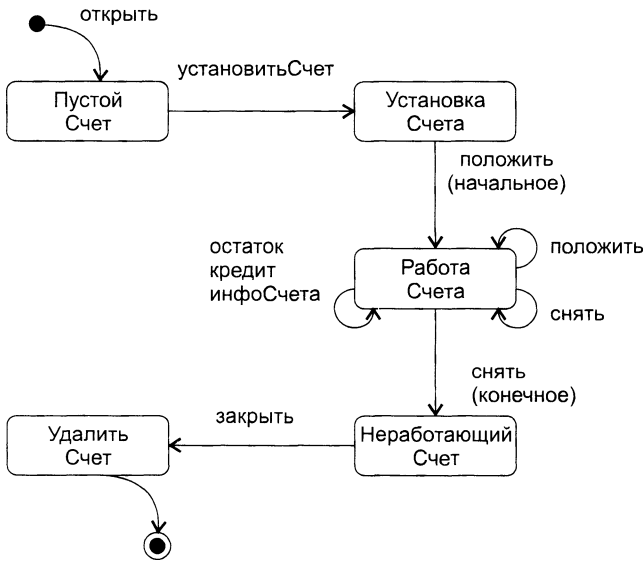 открыть
Пустой
Счет
установитьСчет
Установка
Счета
положить
(начальное)
остаток
кредит
инфоСчета
Работа
Счета
положить
снять
снять
(конечное)
Удалить
Счет
закрыть
Неработающий
Счет